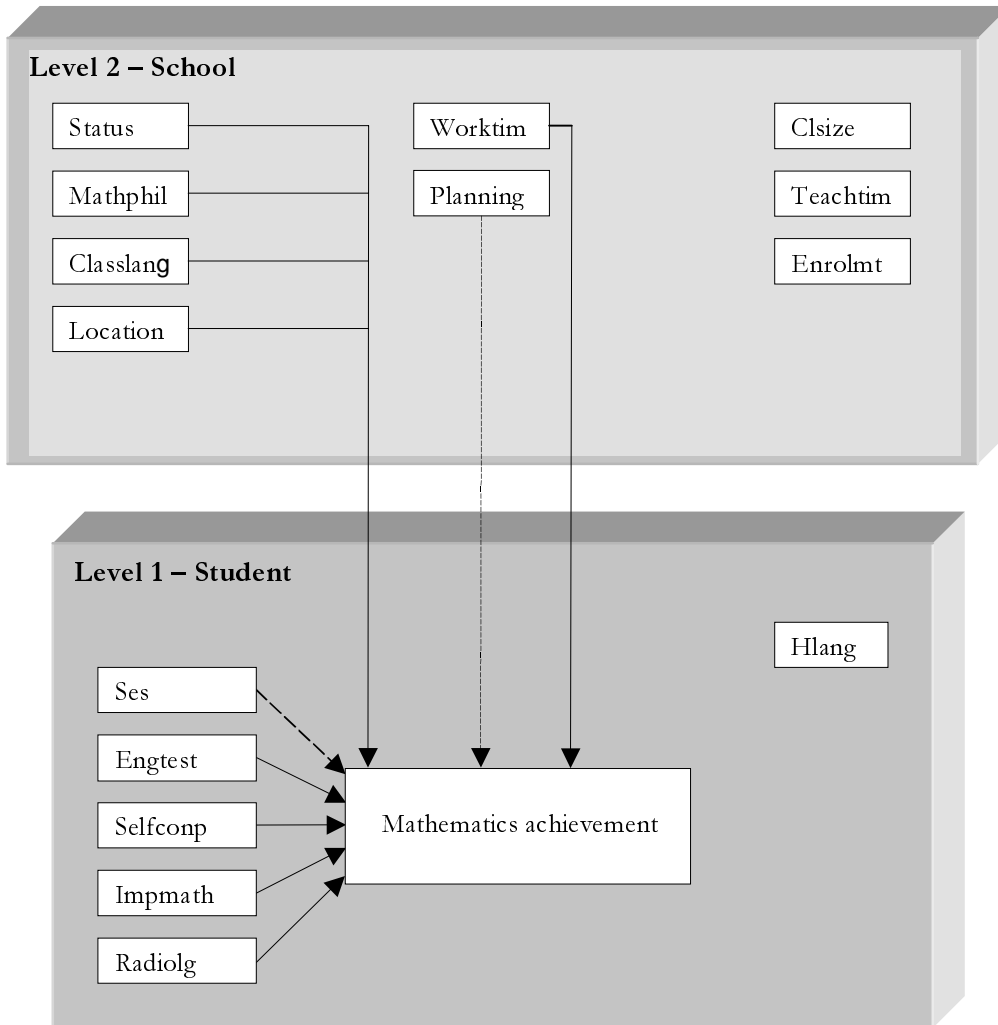 Level 2 – School
Status
Worktim
Clsize
Mathphil
Planning
Teachtim
Classlang
Enrolmt
Location
Level 1 – Student
Hlang
Ses
Engtest
Selfconp
Mathematics achievement
Impmath
Radiolg